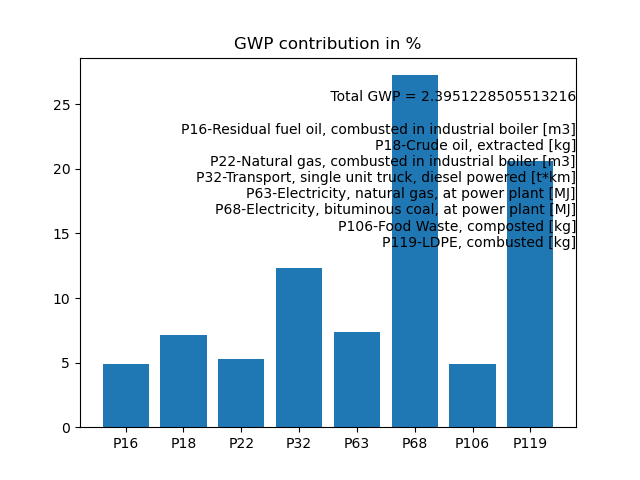 GWP contribution in %
Total GWP = 2.3951228505513216
P16-Residual fuel oil, combusted in industrial boiler [m3]
P18-Crude oil, extracted [kg]
P22-Natural gas, combusted in industrial boiler [m3]
P32-Transport, single unit truck, diesel powered [t*km]
P63-Electricity, natural gas, at power plant [MJ]
P68-Electricity, bituminous coal, at power plant [MJ]
P106-Food Waste, composted [kg]
P119-LDPE, combusted [kg]
25
20
15
10
5
0
P16 P18 P22 P32 P63 P68 P106 P119